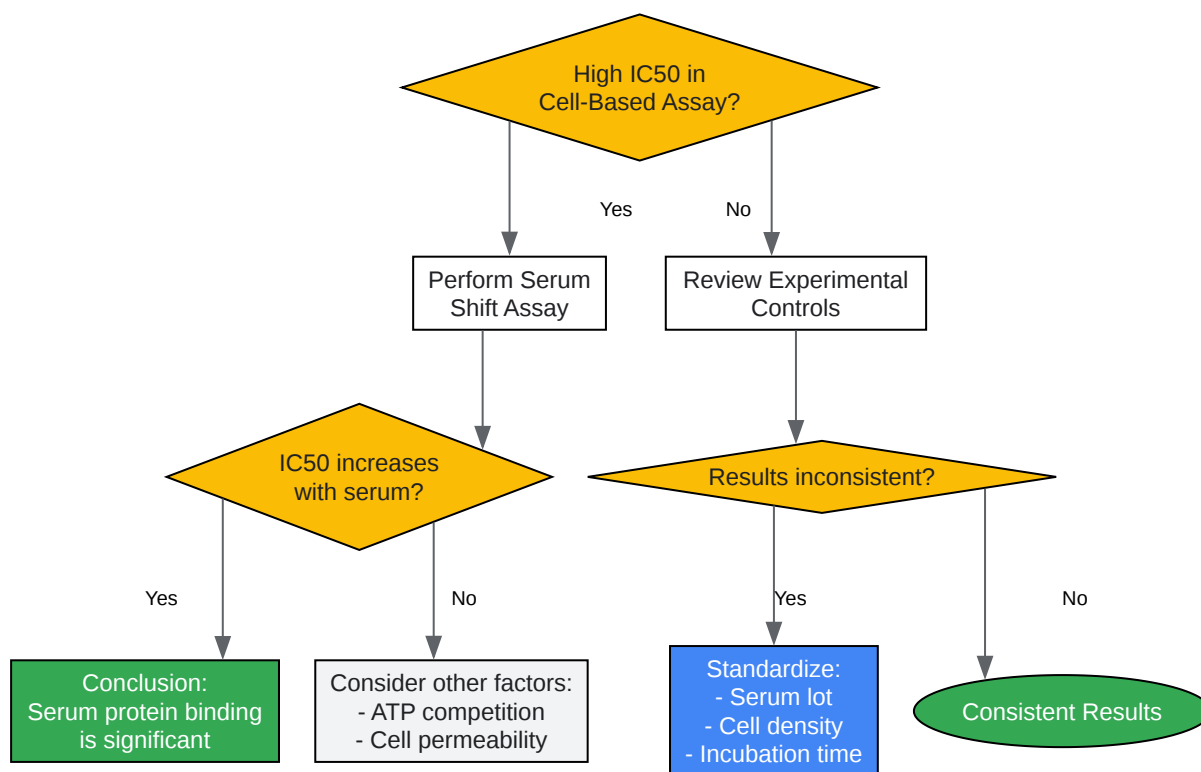 High IC50 in
Cell-Based Assay?
Yes
No
Perform Serum
Shift Assay
Review Experimental
Controls
IC50 increases
with serum?
Results inconsistent?
Yes
No
Yes
No
Conclusion:
Serum protein binding
is significant
Consider other factors:
- ATP competition
- Cell permeability
Standardize:
- Serum lot
- Cell density
- Incubation time
Consistent Results